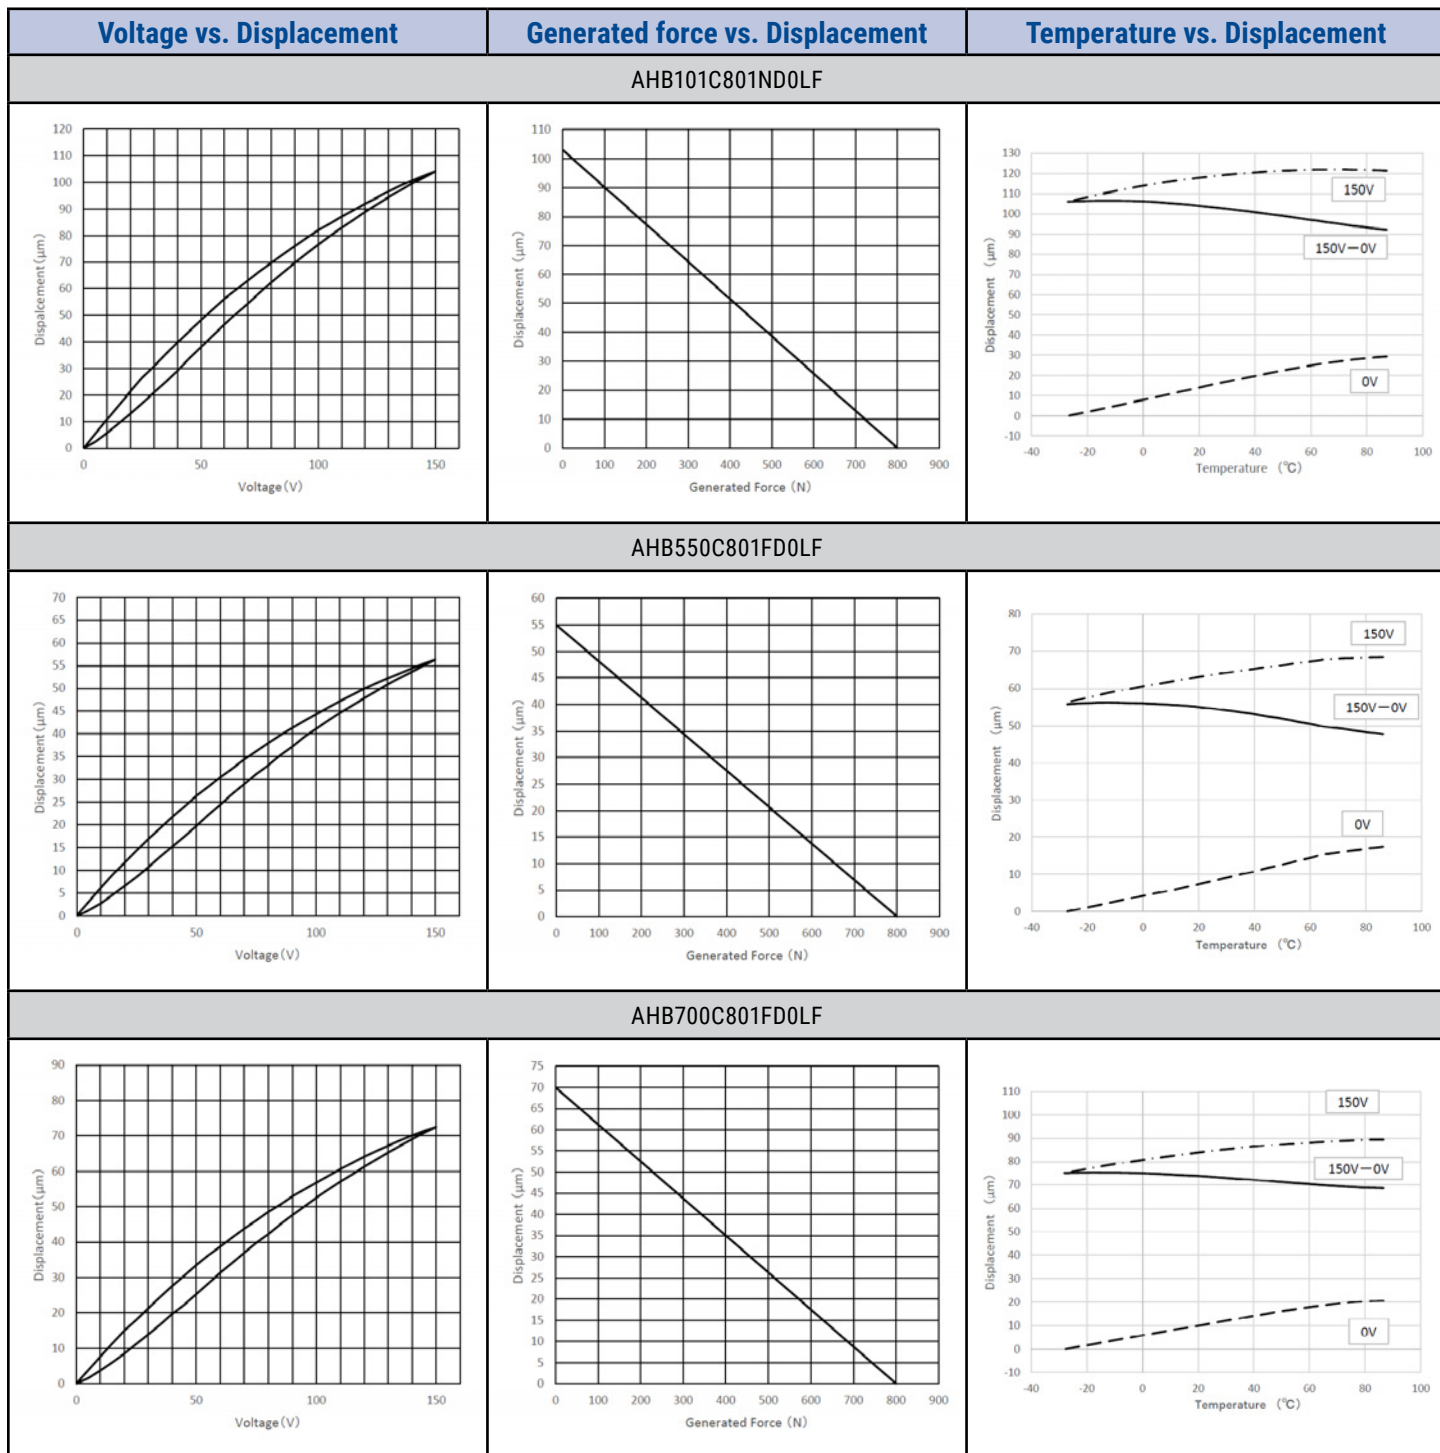 Voltage vs. Displacement
Generated force vs. Displacement
Temperature vs. Displacement
AHB101C801ND0LF
120
110
100
90
80
70
60
50
40
30
20
10
0
Dispalcement (μm)
0 50 100 150
Voltage(V)
110
100
90
80
70
60
50
40
30
20
10
0
Displacement (μm)
0 100 200 300 400 500 600 700 800 900
Generated Force (N)
130
120
110
100
90
80
70
60
50
40
30
20
10
0
-10
Displacement (μm)
150V
150V－0V
0V
-40 -20 0 20 40 60 80 100
Temperature (℃)
AHB550C801FD0LF
70
65
60
55
50
45
40
35
30
25
20
15
10
5
0
Displacement (μm)
0 50 100 150
Voltage(V)
60
55
50
45
40
35
30
25
20
15
10
5
0
Displacement (μm)
0 100 200 300 400 500 600 700 800 900
Generated Force (N)
80
70
60
50
40
30
20
10
0
Displacement (μm)
150V
150V－0V
0V
-40 -20 0 20 40 60 80 100
Temperature (℃)
AHB700C801FD0LF
90
80
70
60
50
40
30
20
10
0
Displacement (μm)
0 50 100 150
Voltage(V)
75
70
65
60
55
50
45
40
35
30
25
20
15
10
5
0
Displacement (μm)
0 100 200 300 400 500 600 700 800 900
Generated Force (N)
110
100
90
80
70
60
50
40
30
20
10
0
-10
Displacement (μm)
150V
150V－0V
0V
-40 -20 0 20 40 60 80 100
Temperature (℃)